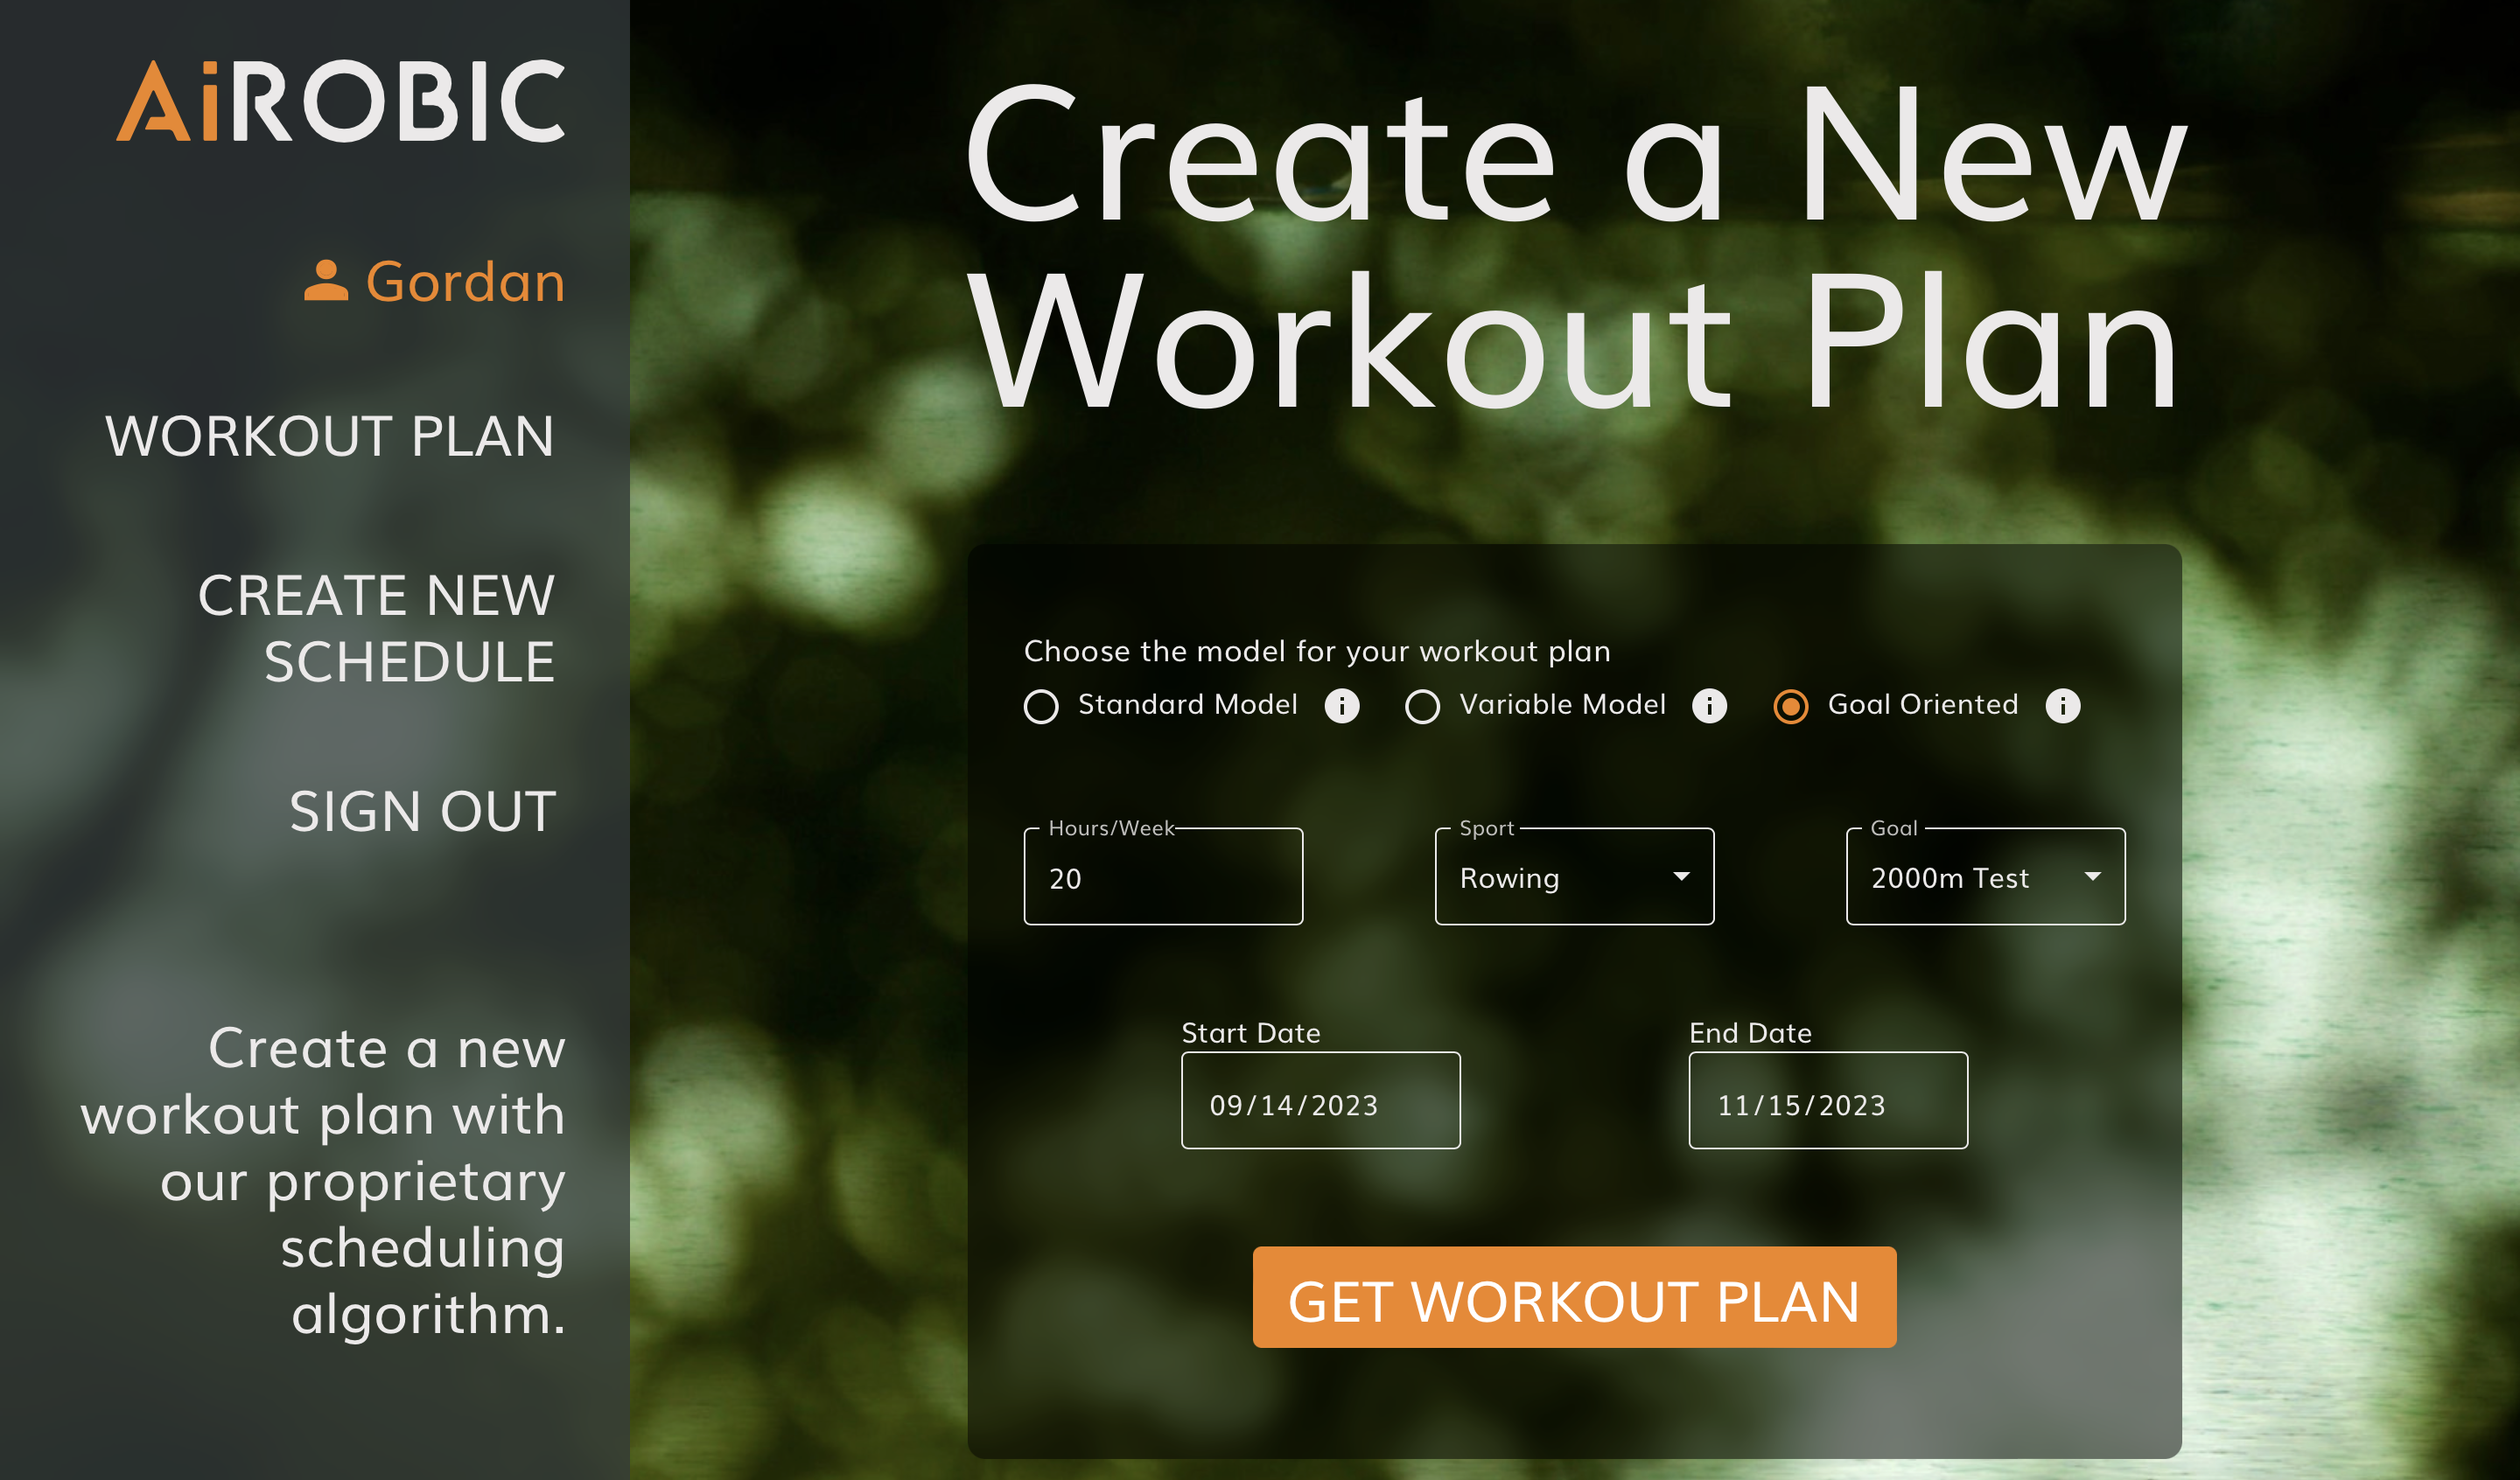 AiROBIC
Gordan
WORKOUT PLAN
CREATE NEW
SCHEDULE
SIGN OUT
Create a new
workout plan with
our proprietary
scheduling
algorithm.
Create a New
Workout Plan
Choose the model for your workout plan
Standard Model i Variable Model i Goal Oriented i
Hours/Week Sport Goal
20 Rowing 2000m Test
Start Date End Date
09/14/2023 11/15/2023
GET WORKOUT PLAN